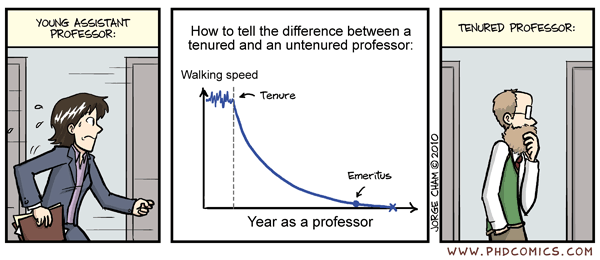 YOUNG ASSISTANT
PROFESSOR:
How to tell the difference between a
tenured and an untenured professor:
Walking speed
Tenure
Emeritus
Year as a professor
JORGE CHAM © 2010
TENURED PROFESSOR:
WWW.PHDCOMICS.COM